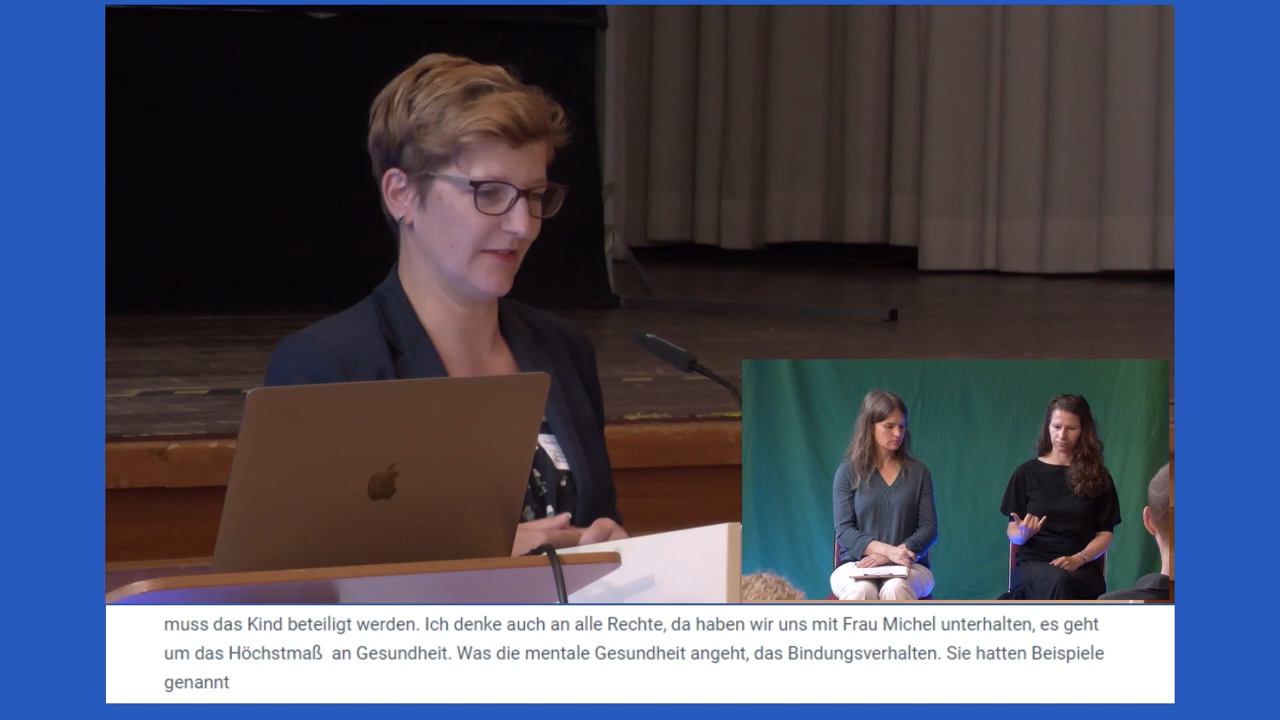 muss das Kind beteiligt werden. Ich denke auch an alle Rechte, da haben wir uns mit Frau Michel unterhalten, es geht
um das Höchstmaß  an Gesundheit. Was die mentale Gesundheit angeht, das Bindungsverhalten. Sie hatten Beispiele
genannt